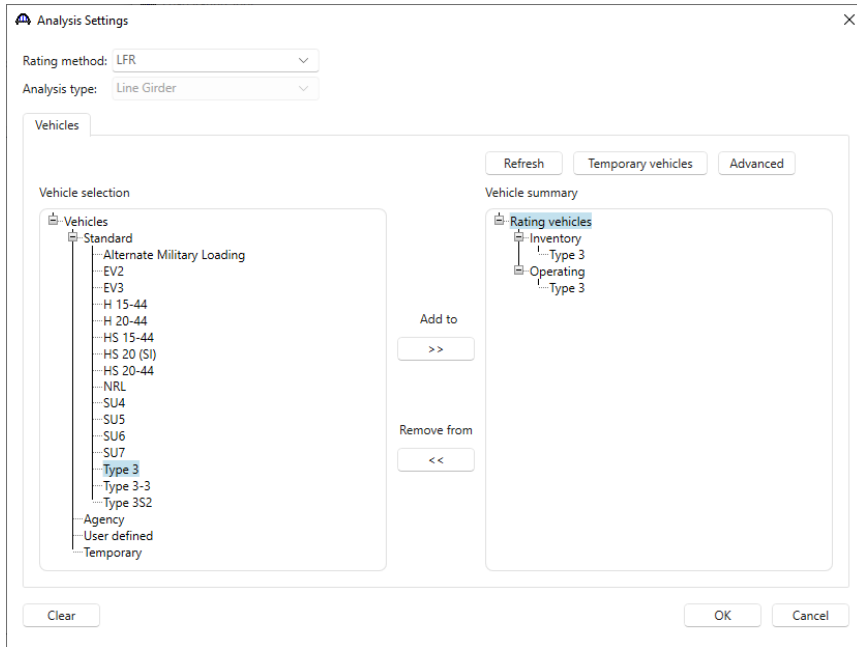 Analysis Settings
Rating method: LFR
Analysis type: Line Girder
Vehicles
Refresh Temporary vehicles Advanced
Vehicle selection
Vehicles
Standard
Alternate Military Loading
EV2
EV3
H 15-44
H 20-44
HS 15-44
HS 20 (SI)
HS 20-44
NRL
SU4
SU5
SU6
SU7
Type 3
Type 3-3
Type 3S2
Agency
User defined
Temporary
Add to
>>
Remove from
<<
Vehicle summary
Rating vehicles
Inventory
Type 3
Operating
Type 3
Clear OK Cancel